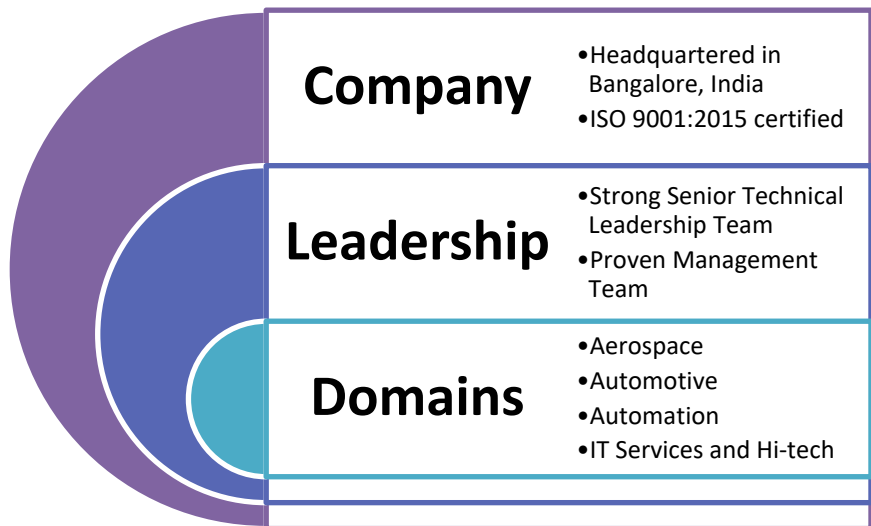 Company
•Headquartered in
Bangalore, India
•ISO 9001:2015 certified
Leadership
•Strong Senior Technical
Leadership Team
•Proven Management
Team
Domains
•Aerospace
•Automotive
•Automation
•IT Services and Hi-tech